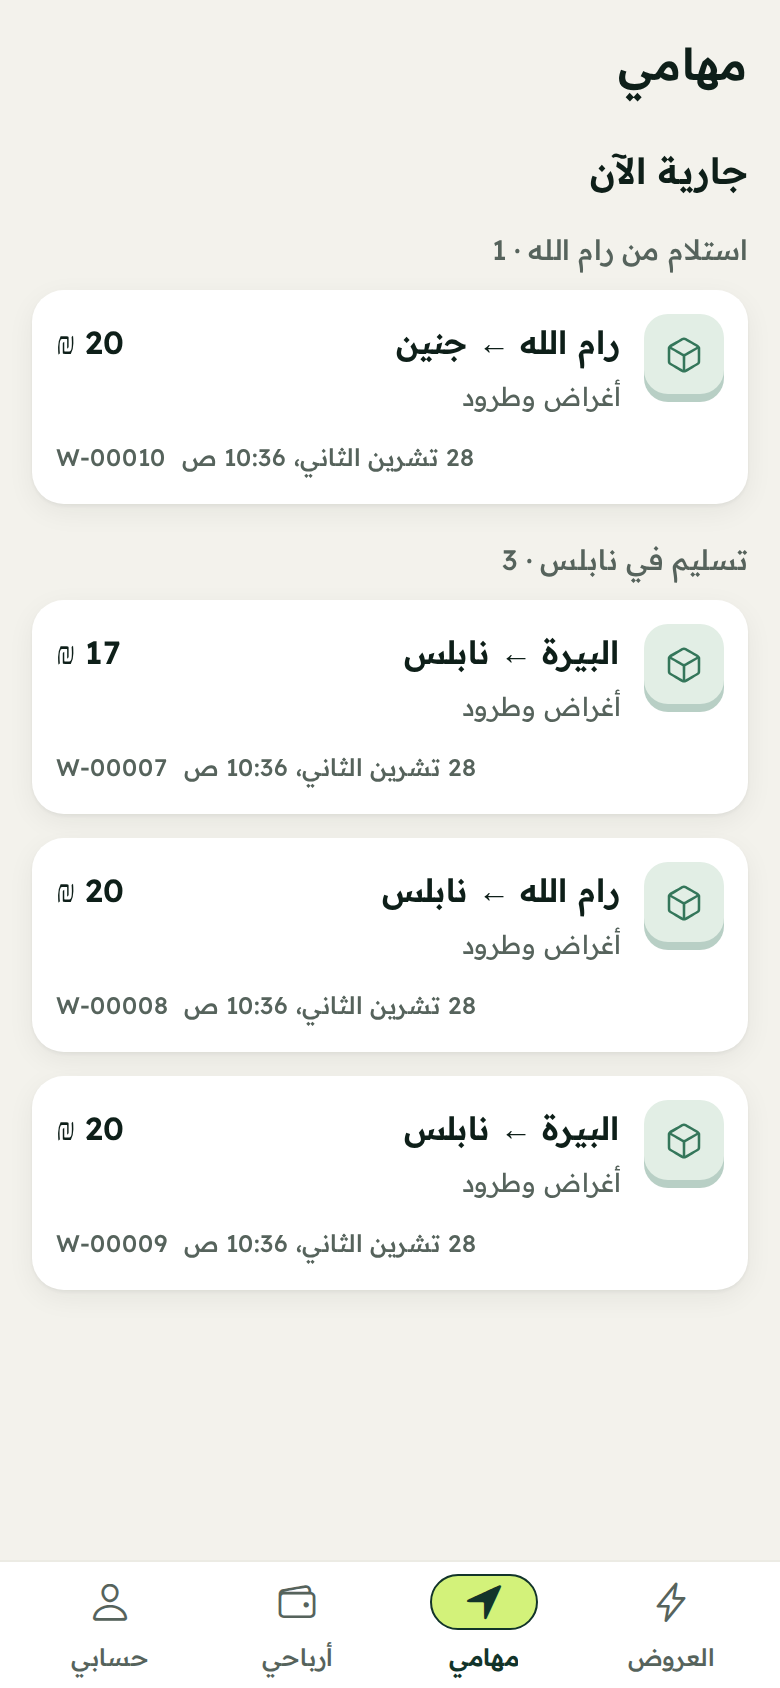 مهامي
جارية الآن
استلام من رام الله · 1
رام الله ← جنين
20 ₪
أغراض وطرود
28 تشرين الثاني، 10:36 ص
W-00010
تسليم في نابلس · 3
البيرة ← نابلس
17 ₪
أغراض وطرود
28 تشرين الثاني، 10:36 ص
W-00007
رام الله ← نابلس
20 ₪
أغراض وطرود
28 تشرين الثاني، 10:36 ص
W-00008
البيرة ← نابلس
20 ₪
أغراض وطرود
28 تشرين الثاني، 10:36 ص
W-00009
العروض
مهامي
أرباحي
حسابي